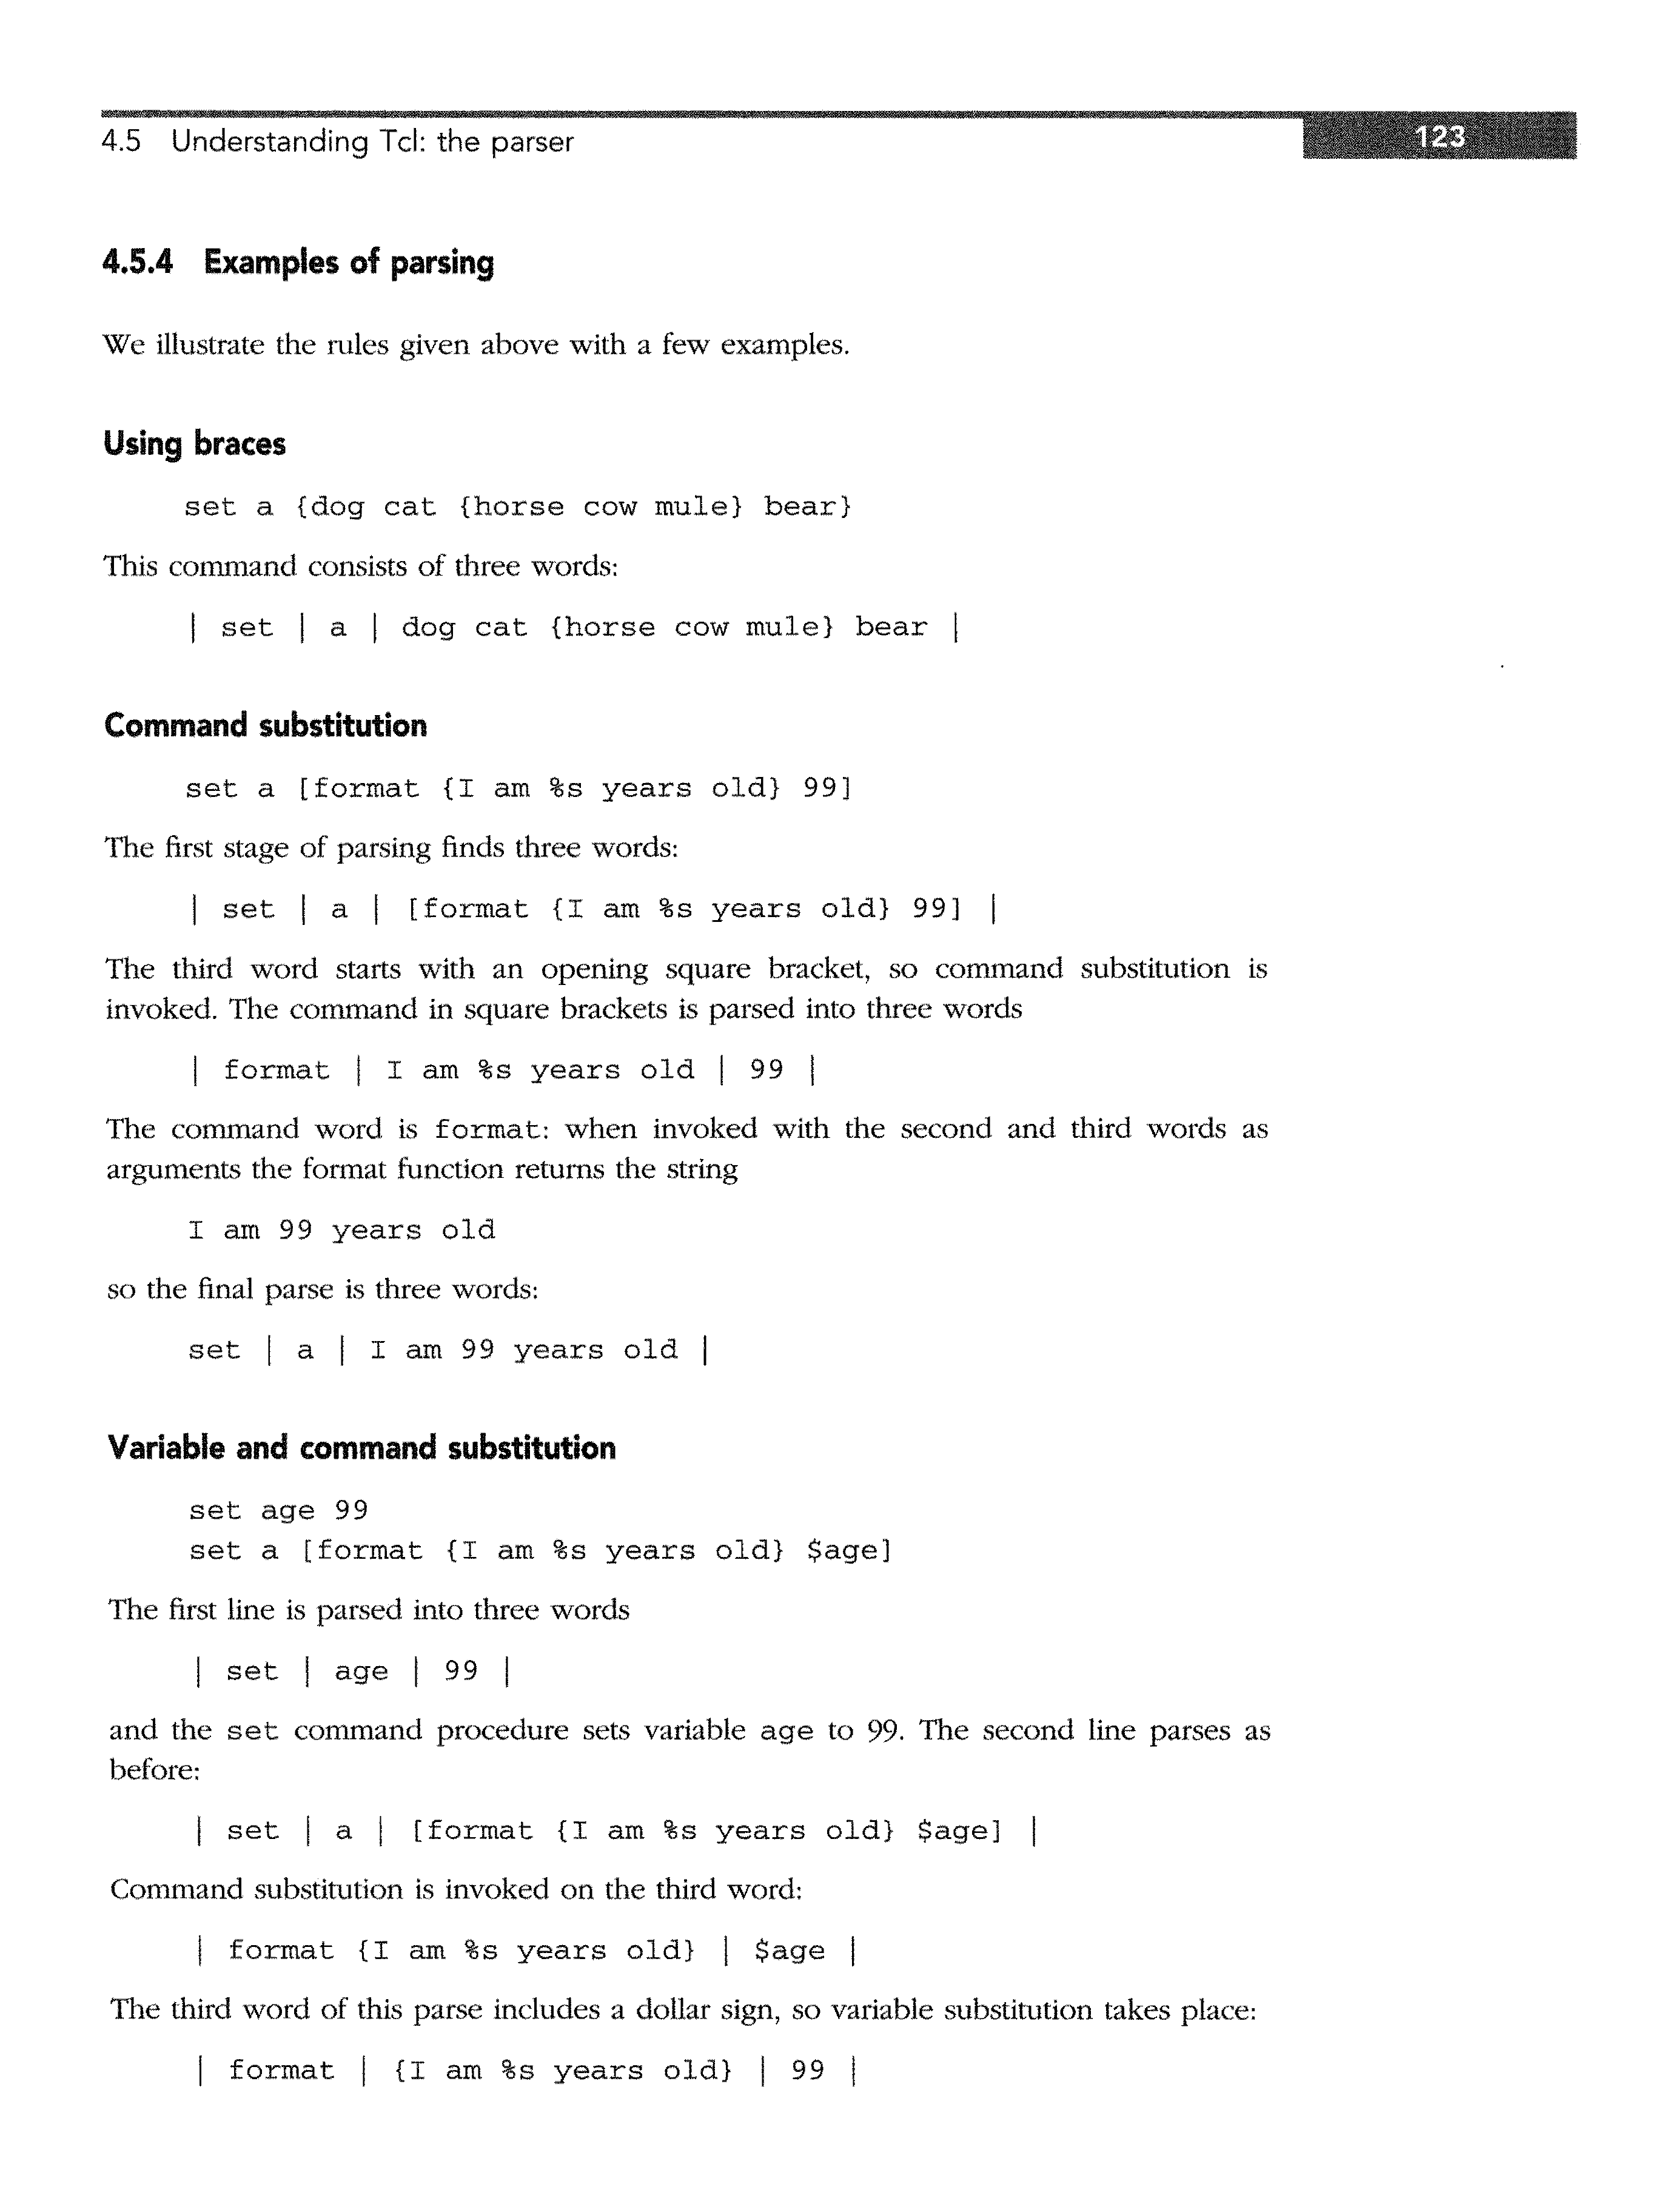 4.5 Understanding Tcl: the parser
123
4.5.4 Examples of parsing
We illustrate the rules given above with a few examples.
Using braces
set a {dog cat {horse cow mule} bear}
This command consists of three words:
| set | a | dog cat {horse cow mule} bear |
Command substitution
set a [format {I am %s years old} 99]
The first stage of parsing finds three words:
| set | a | [format {I am %s years old} 99] |
The third word starts with an opening square bracket, so command substitution is
invoked. The command in square brackets is parsed into three words
| format | I am %s years old | 99 |
The command word is format: when invoked with the second and third words as
arguments the format function returns the string
I am 99 years old
so the final parse is three words:
set | a | I am 99 years old |
Variable and command substitution
set age 99
set a [format {I am %s years old} $age]
The first line is parsed into three words
| set | age | 99 |
and the set command procedure sets variable age to 99. The second line parses as
before:
| set | a | [format {I am %s years old} $age] |
Command substitution is invoked on the third word:
| format {I am %s years old} | $age |
The third word of this parse includes a dollar sign, so variable substitution takes place:
| format | {I am %s years old} | 99 |